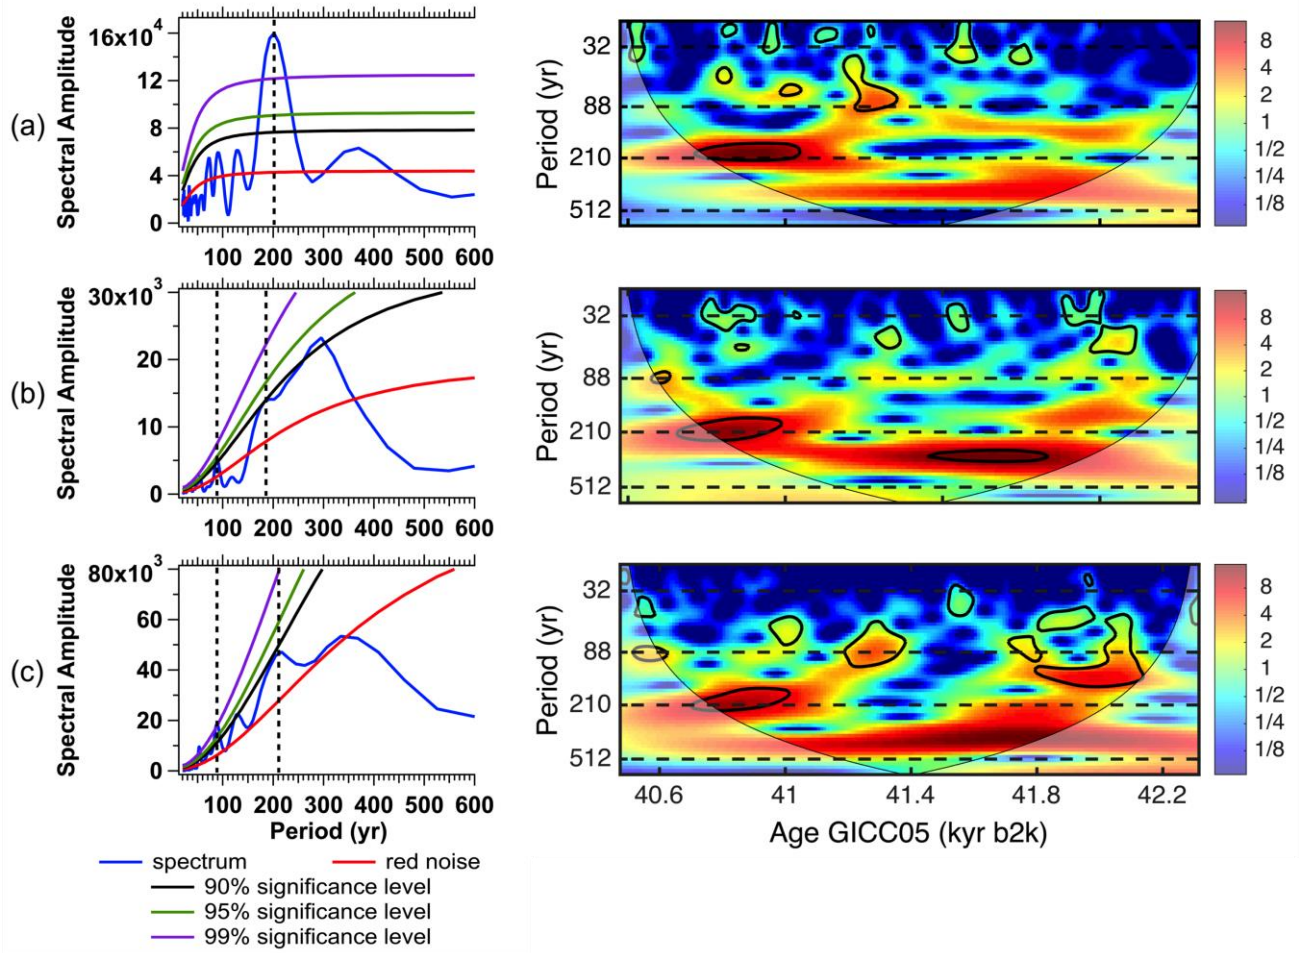 (a)
Spectral Amplitude
16x10⁴
12
8
4
0
100 200 300 400 500 600
Period (yr)
32
88
210
512
8
4
2
1
1/2
1/4
1/8
(b)
Spectral Amplitude
30x10³
20
10
0
100 200 300 400 500 600
Period (yr)
32
88
210
512
8
4
2
1
1/2
1/4
1/8
(c)
Spectral Amplitude
80x10³
60
40
20
0
100 200 300 400 500 600
Period (yr)
Period (yr)
32
88
210
512
40.6 41 41.4 41.8 42.2
Age GICC05 (kyr b2k)
8
4
2
1
1/2
1/4
1/8
spectrum red noise
90% significance level
95% significance level
99% significance level